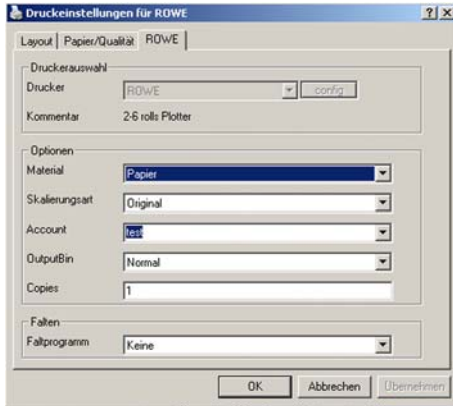 Druckeinstellungen für ROWE
Layout Papier/Qualität ROWE
Druckerauswahl
Drucker ROWE config
Kommentar 2-6 rolls Plotter
Optionen
Material Papier
Skalierungsart Original
Account test
OutputBin Normal
Copies 1
Falten
Faltprogramm Keine
OK Abbrechen Übernehmen